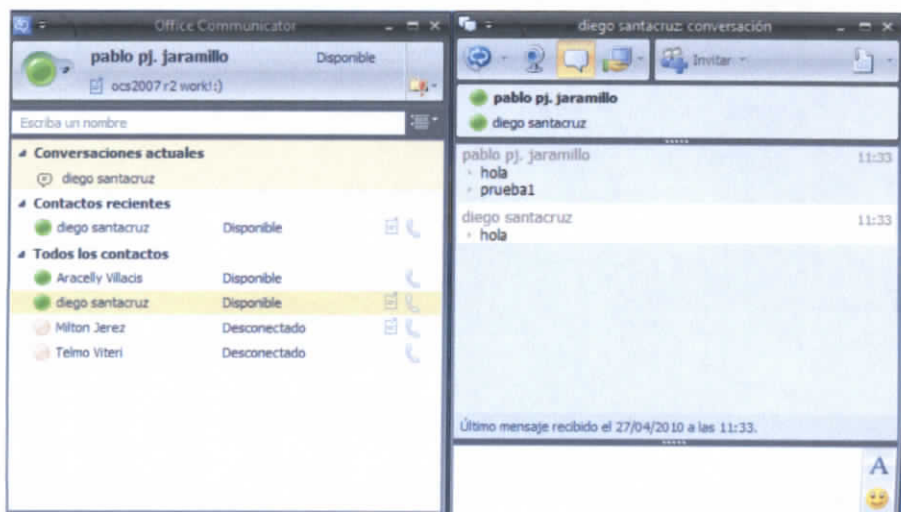 Office Communicator
pablo pj. jaramillo Disponible
ocs2007 r2 work!:)
Escriba un nombre
Conversaciones actuales
diego santacruz
Contactos recientes
diego santacruz Disponible
Todos los contactos
Aracelly Villacis Disponible
diego santacruz Disponible
Milton Jerez Desconectado
Telmo Viteri Desconectado
diego santacruz: conversación
Invitar
pablo pj. jaramillo
diego santacruz
pablo pj. jaramillo 11:33
hola
prueba1
diego santacruz 11:33
hola
Último mensaje recibido el 27/04/2010 a las 11:33.
A